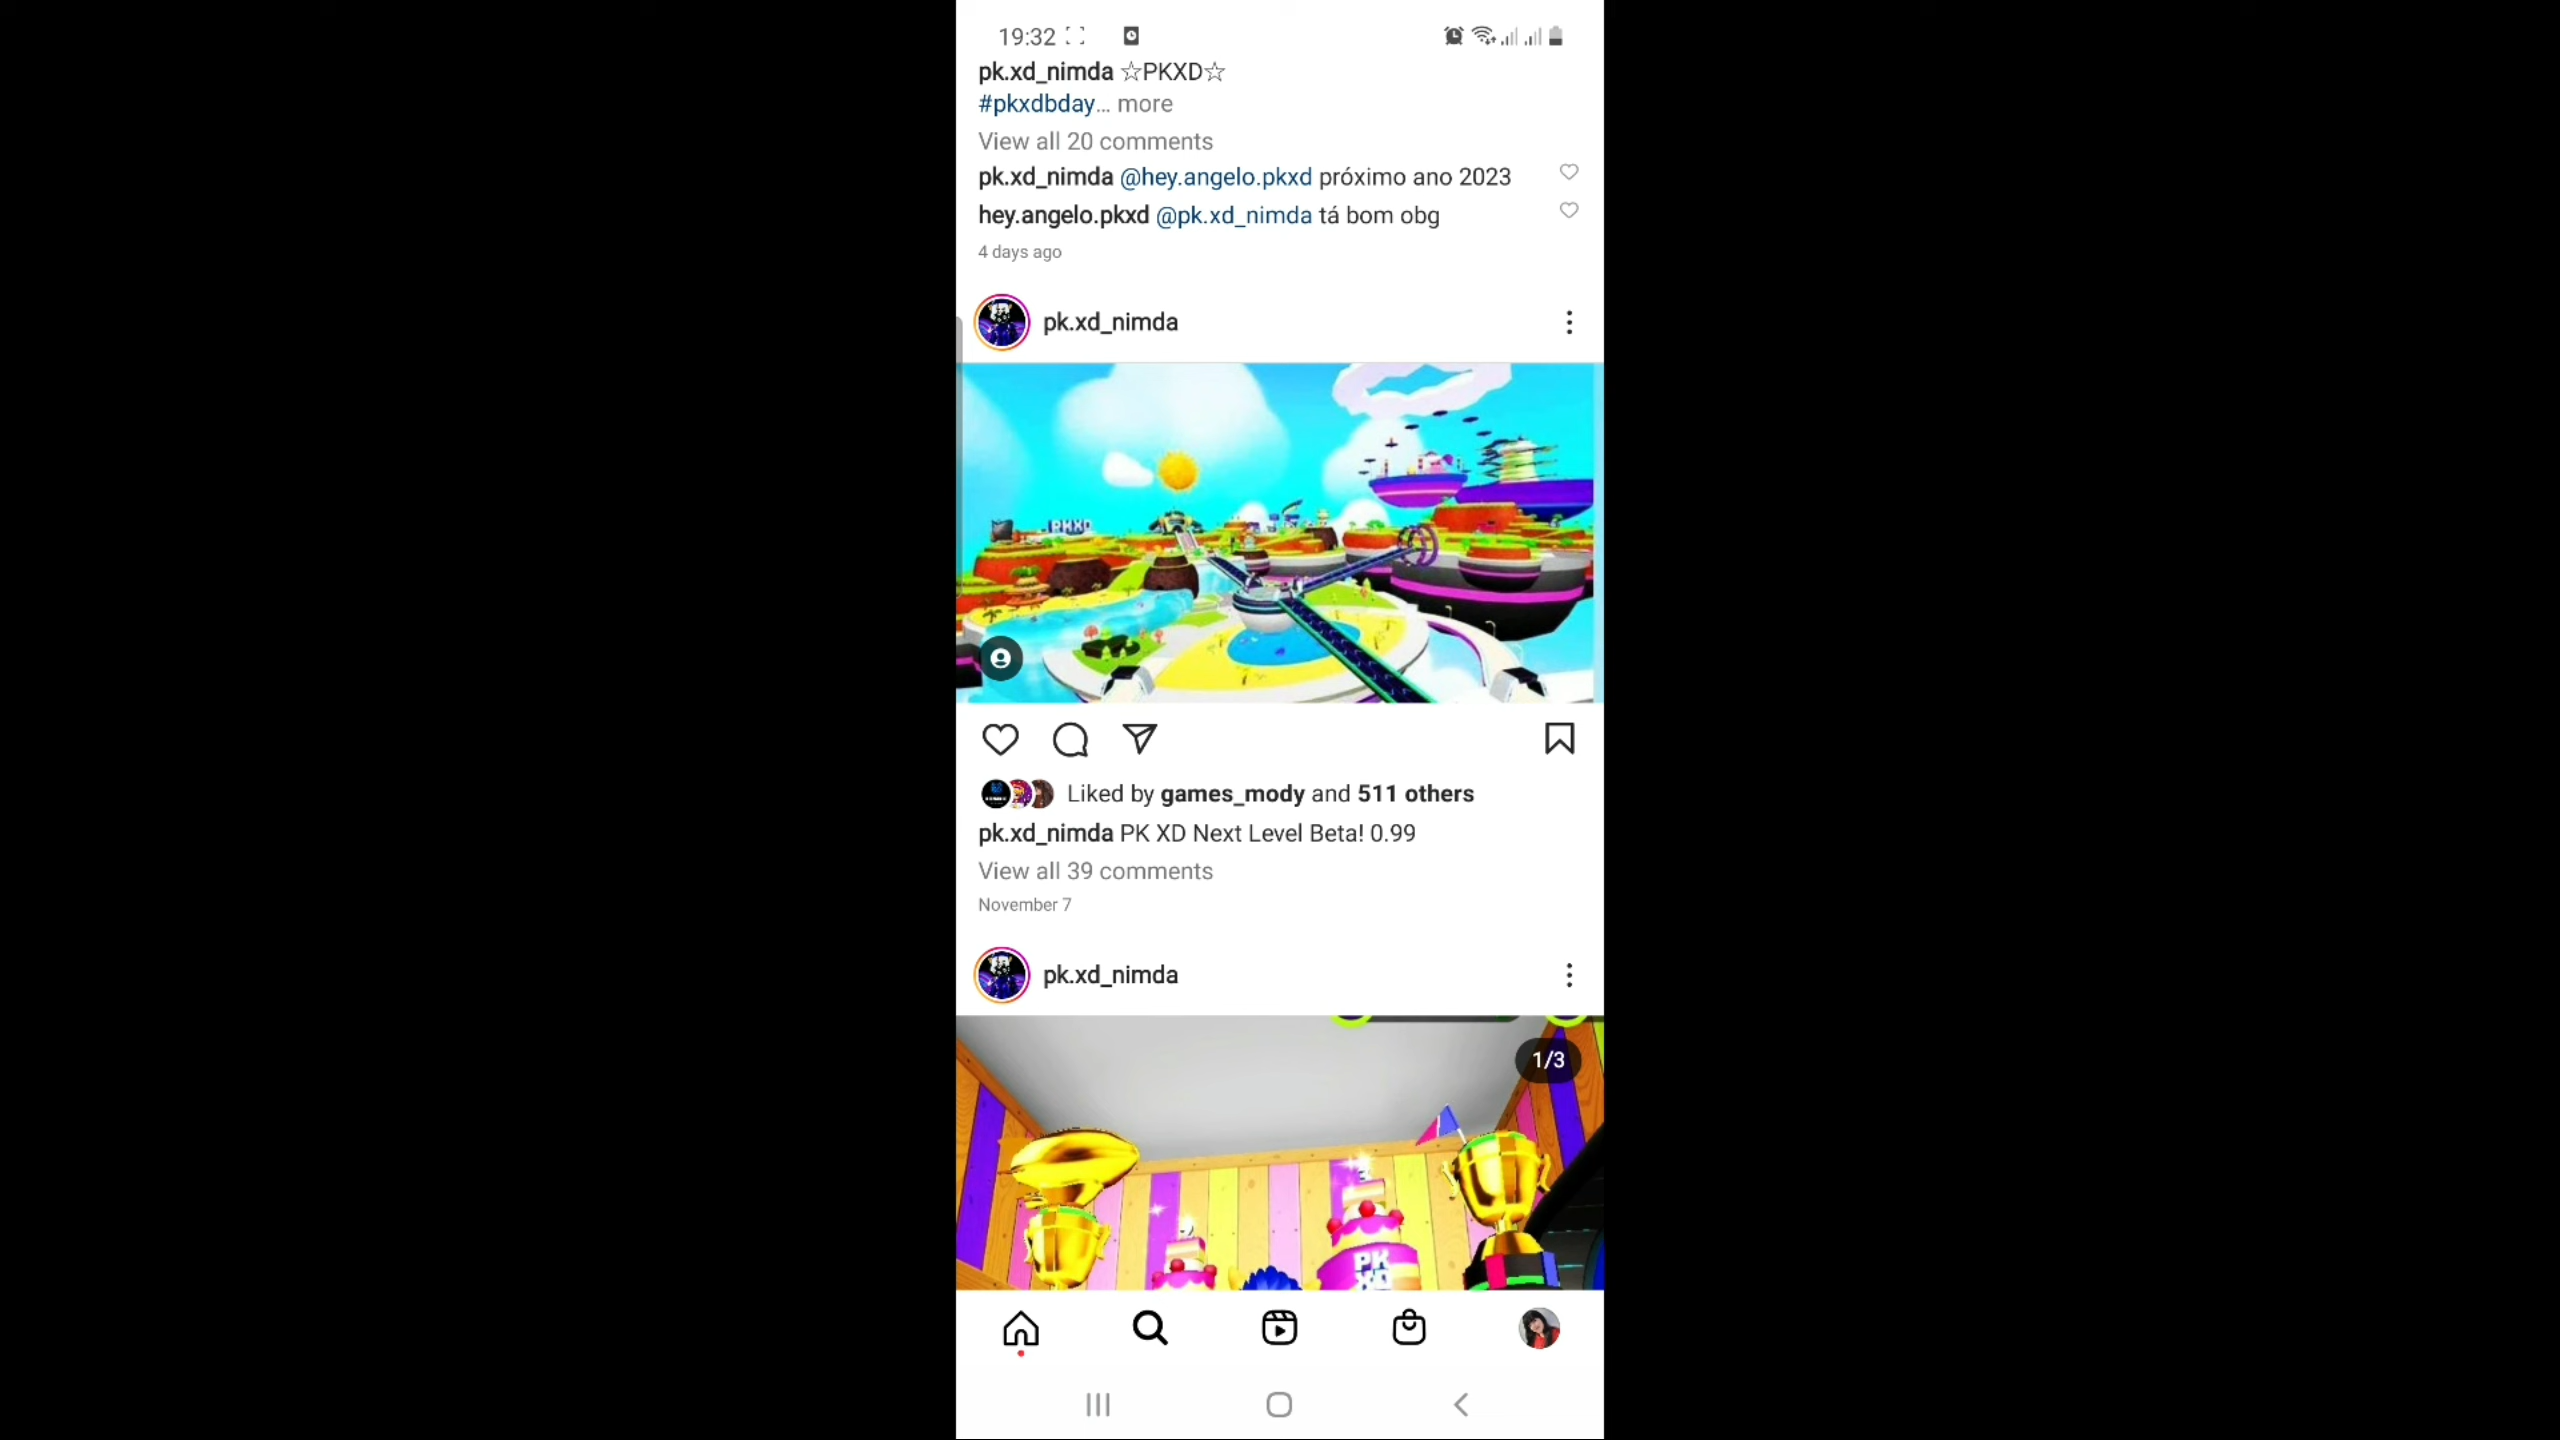 19:32
pk.xd_nimda ☆PKXD☆
#pkxdbday... more
View all 20 comments
pk.xd_nimda @hey.angelo.pkxd próximo ano 2023
hey.angelo.pkxd @pk.xd_nimda tá bom obg
4 days ago
pk.xd_nimda
PKXD
Liked by games_mody and 511 others
pk.xd_nimda PK XD Next Level Beta! 0.99
View all 39 comments
November 7
pk.xd_nimda
1/3
PK
XD